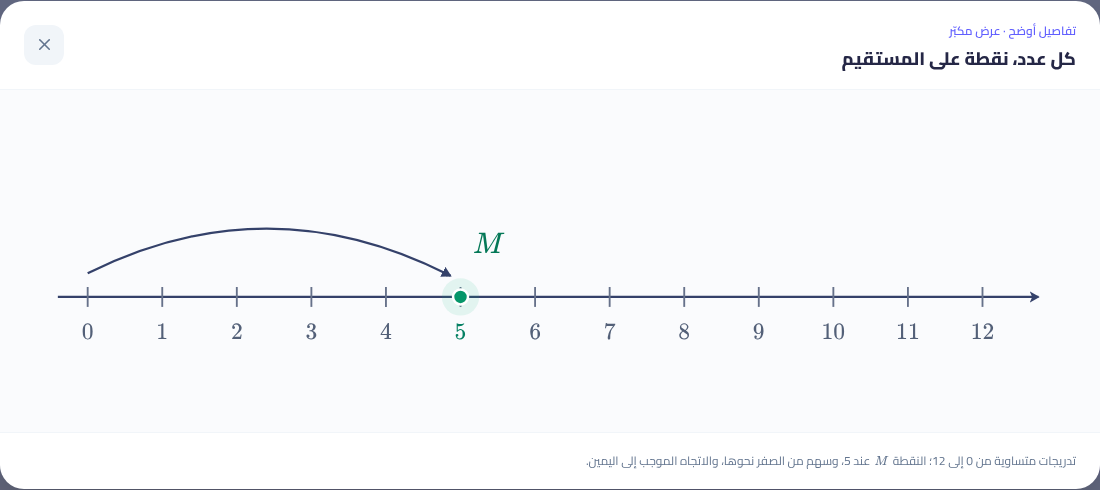 تفاصيل أوضح · عرض مكبّر
كل عدد، نقطة على المستقيم
M
0 1 2 3 4 5 6 7 8 9 10 11 12
تدريجات متساوية من 0 إلى 12؛ النقطة M عند 5، وسهم من الصفر نحوها، والاتجاه الموجب إلى اليمين.